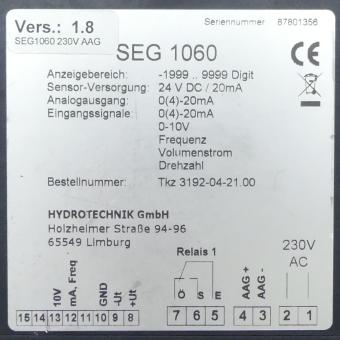 Vers.: 1.8
SEG1060 230V AAG
Seriennummer 87801356
SEG 1060
CE
Anzeigebereich: -1999 .. 9999 Digit
Sensor-Versorgung: 24 V DC / 20mA
Analogausgang: 0(4)-20mA
Eingangssignale: 0(4)-20mA
0-10V
Frequenz
Volumenstrom
Drehzahl
Bestellnummer: Tkz 3192-04-21.00
HYDROTECHNIK GmbH
Holzheimer Straße 94-96
65549 Limburg
Relais 1
230V
AC
10V
mA, Freq
GND
-Ut
+Ut
Ö S E
AAG +
AAG -
15 14 13 12 11 10 9 8
7 6 5
4 3
2 1